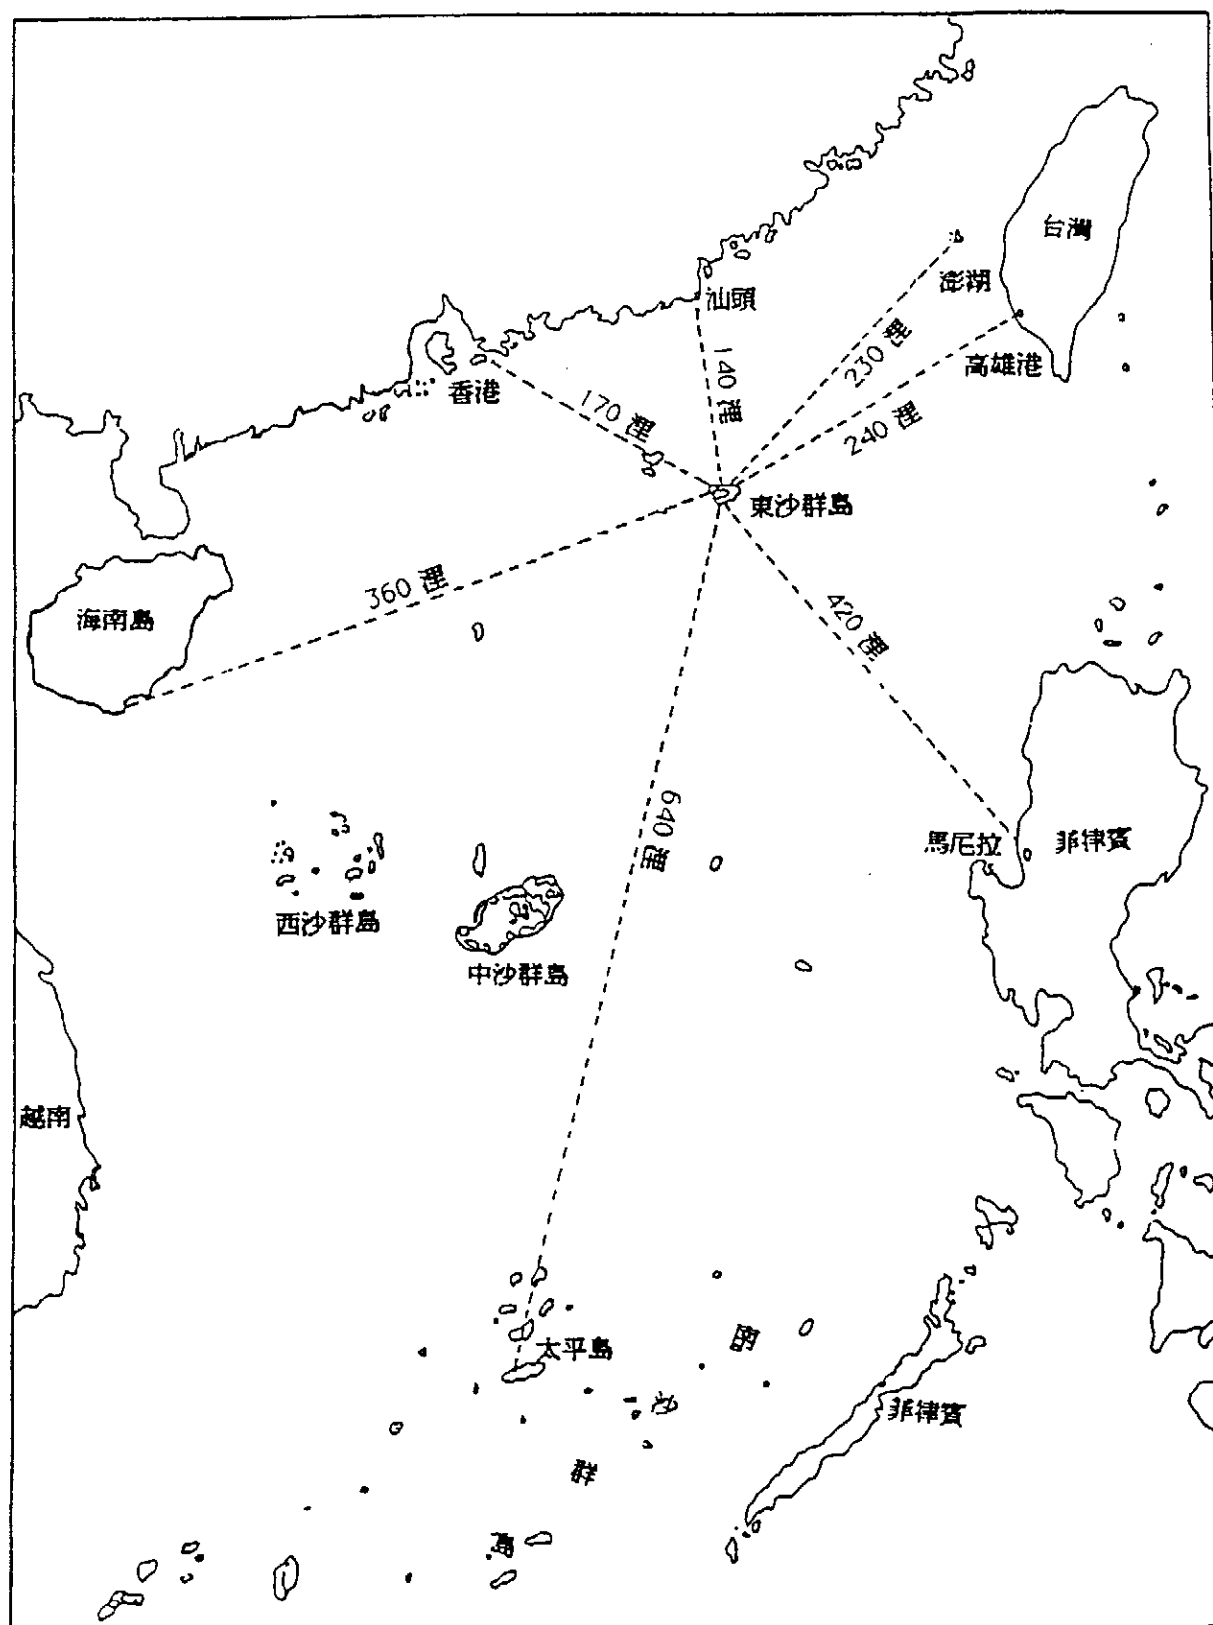 台灣
澎湖
汕頭
高雄港
香港
230 浬
140 浬
170 浬
240 浬
東沙群島
360 浬
海南島
420 浬
640 浬
馬尼拉
菲律賓
西沙群島
中沙群島
越南
太平島
南沙群島
菲律賓